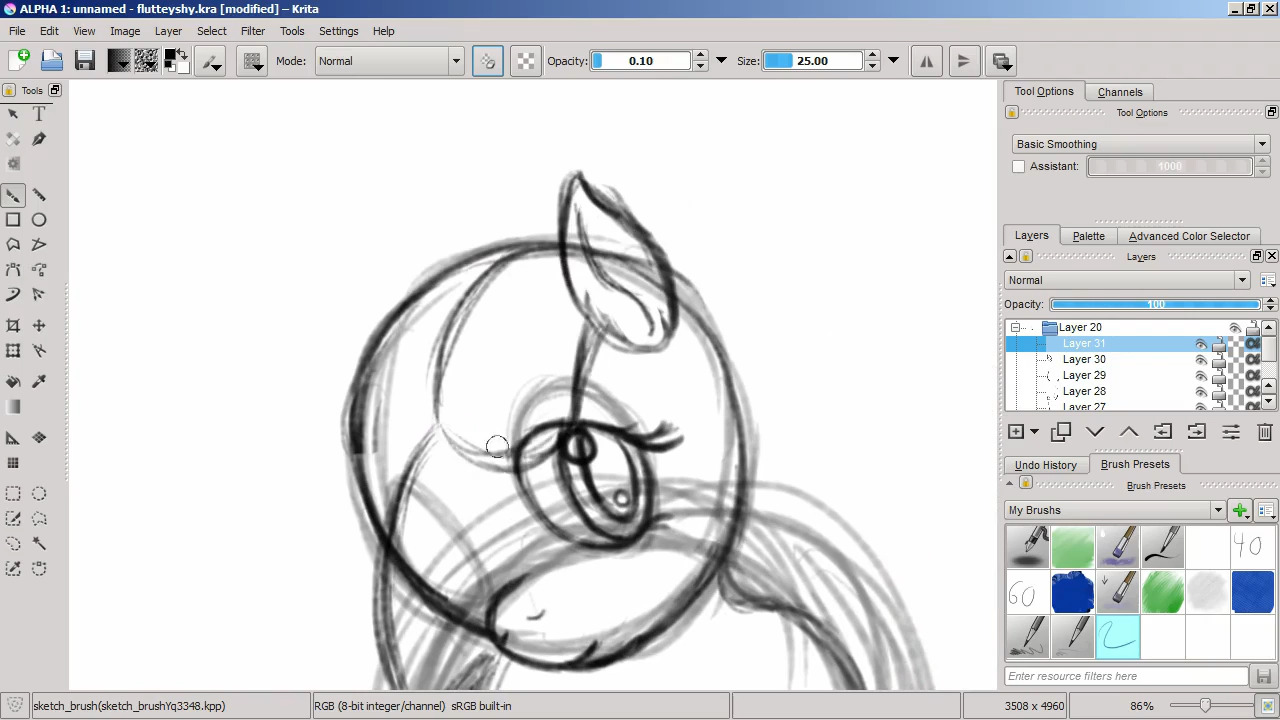 ALPHA 1: unnamed - flutteyshy.kra [modified] – Krita
File Edit View Image Layer Select Filter Tools Settings Help
Mode: Normal Opacity: 0.10 Size: 25.00
Tools
T
Tool Options Channels
Tool Options
Basic Smoothing
Assistant: 1000
Layers Palette Advanced Color Selector
Layers
Normal
Opacity: 100
Layer 20
Layer 31
Layer 30
Layer 29
Layer 28
Layer 27
Undo History Brush Presets
Brush Presets
My Brushes
40
60
Enter resource filters here
sketch_brush(sketch_brushYq3348.kpp) RGB (8-bit integer/channel) sRGB built-in 3508 x 4960 86%